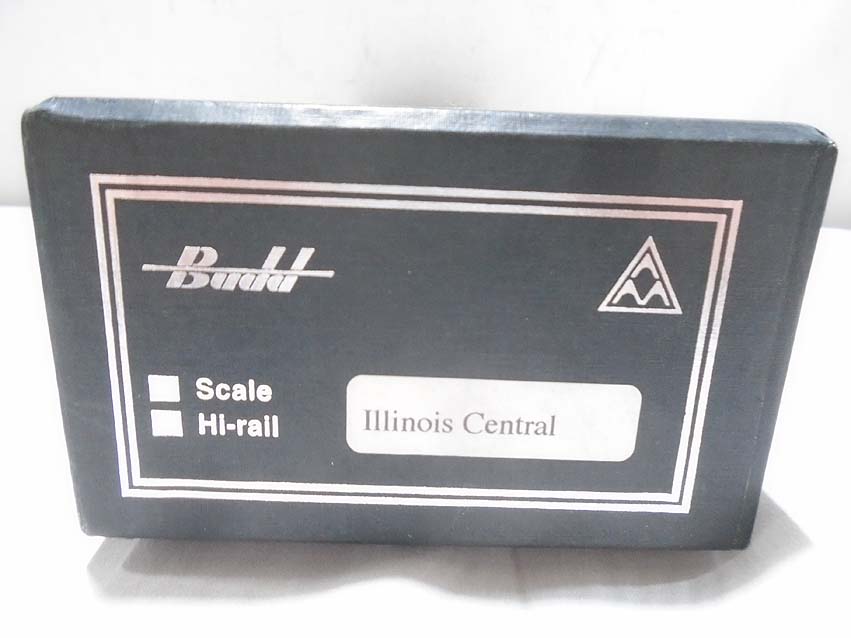 Budd
Scale
Hi-rail
Illinois Central